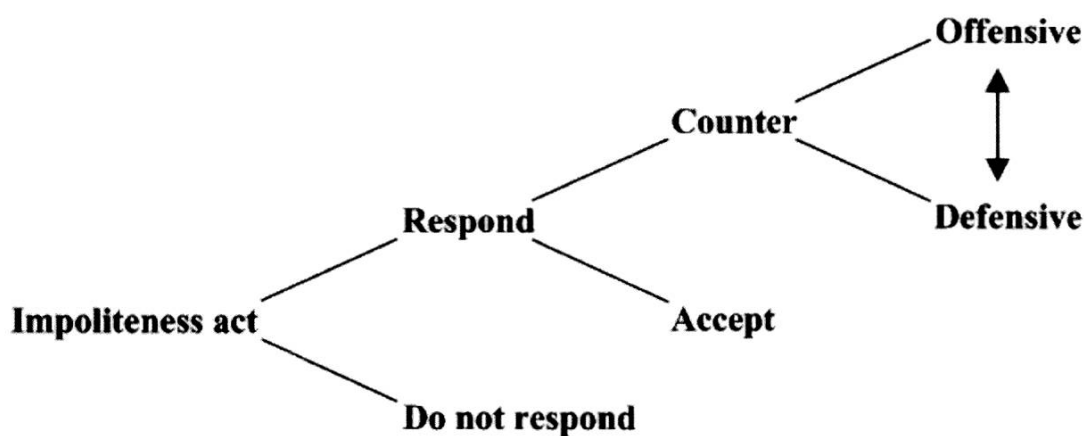 Offensive
Counter
Defensive
Respond
Impoliteness act
Accept
Do not respond